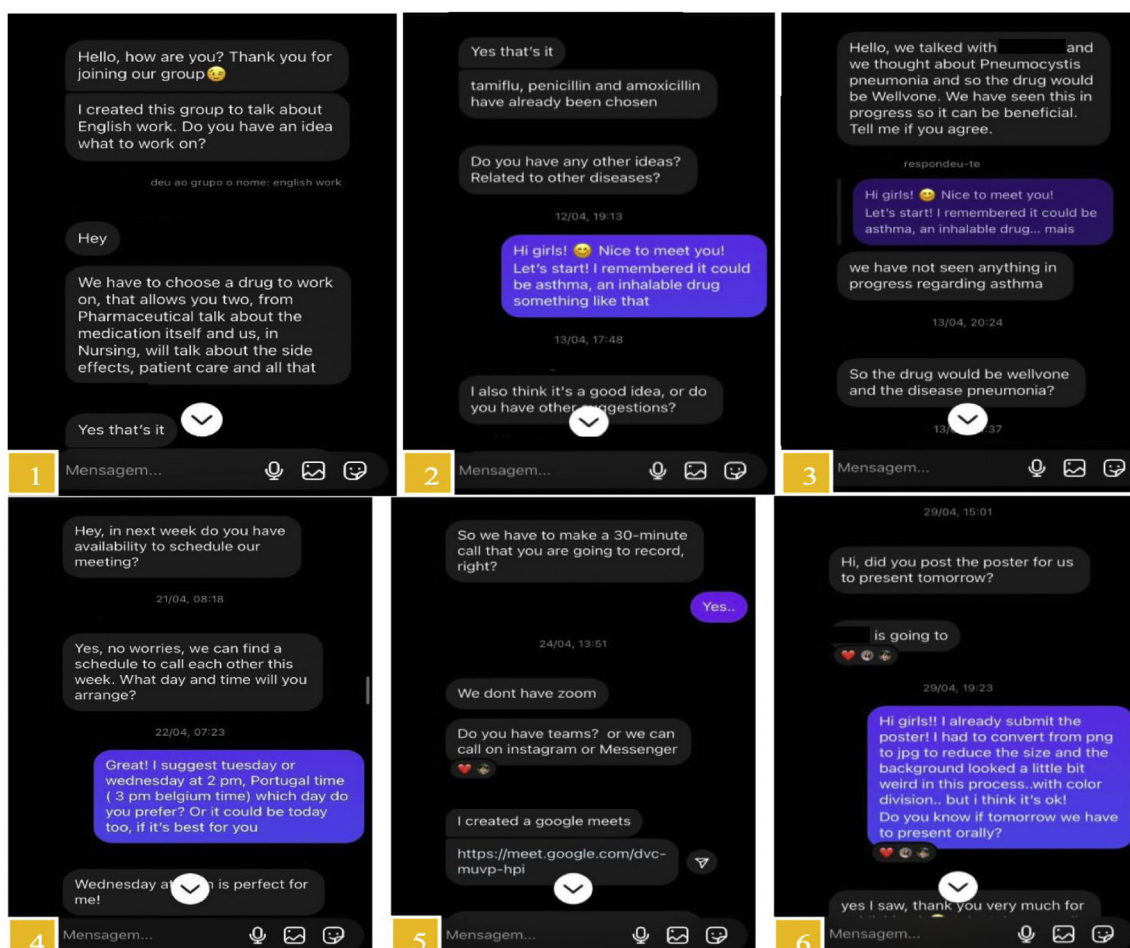 Hello, how are you? Thank you for
joining our group😉
I created this group to talk about
English work. Do you have an idea
what to work on?
deu ao grupo o nome: english work
Hey
We have to choose a drug to work
on, that allows you two, from
Pharmaceutical talk about the
medication itself and us, in
Nursing, will talk about the side
effects, patient care and all that
Yes that's it
1
Mensagem...
Yes that's it
tamiflu, penicillin and amoxicillin
have already been chosen
Do you have any other ideas?
Related to other diseases?
12/04, 19:13
Hi girls! 😊 Nice to meet you!
Let's start! I remembered it could
be asthma, an inhalable drug
something like that
13/04, 17:48
I also think it's a good idea, or do
you have other suggestions?
2
Mensagem...
Hello, we talked with and
we thought about Pneumocystis
pneumonia and so the drug would
be Wellvone. We have seen this in
progress so it can be beneficial.
Tell me if you agree.
respondeu-te
Hi girls! 😊 Nice to meet you!
Let's start! I remembered it could be
asthma, an inhalable drug... mais
we have not seen anything in
progress regarding asthma
13/04, 20:24
So the drug would be wellvone
and the disease pneumonia?
3
Mensagem...
Hey, in next week do you have
availability to schedule our
meeting?
21/04, 08:18
Yes, no worries, we can find a
schedule to call each other this
week. What day and time will you
arrange?
22/04, 07:23
Great! I suggest tuesday or
wednesday at 2 pm, Portugal time
( 3 pm belgium time) which day do
you prefer? Or it could be today
too, if it's best for you
Wednesday at is perfect for
me!
4
Mensagem...
So we have to make a 30-minute
call that you are going to record,
right?
Yes..
24/04, 13:51
We dont have zoom
Do you have teams? or we can
call on instagram or Messenger
I created a google meets
https://meet.google.com/dvc-
muvp-hpi
5
Mensagem...
29/04, 15:01
Hi, did you post the poster for us
to present tomorrow?
is going to
29/04, 19:23
Hi girls!! I already submit the
poster! I had to convert from png
to jpg to reduce the size and the
background looked a little bit
weird in this process..with color
division.. but i think it's ok!
Do you know if tomorrow we have
to present orally?
yes I saw, thank you very much for
6
Mensagem...